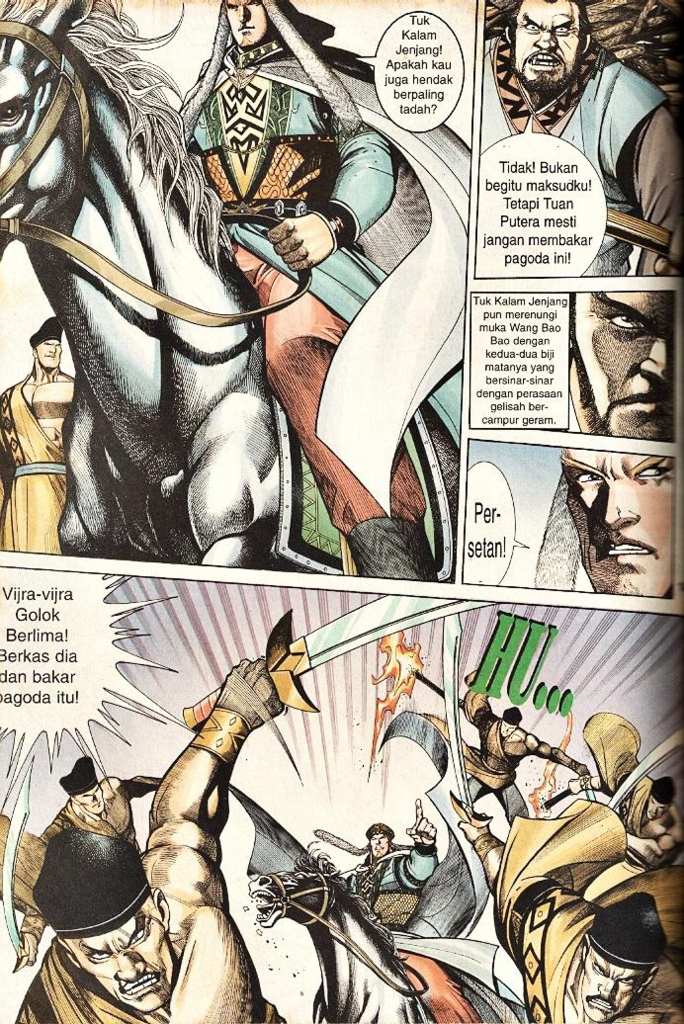 Tuk
Kalam
Jenjang!
Apakah kau
juga hendak
berpaling
tadah?
Tidak! Bukan
begitu maksudku!
Tetapi Tuan
Putera mesti
jangan membakar
pagoda ini!
Tuk Kalam Jenjang
pun merenungi
muka Wang Bao
Bao dengan
kedua-dua biji
matanya yang
bersinar-sinar
dengan perasaan
gelisah ber-
campur geram.
Per-
setan!
Vijra-vijra
Golok
Berlima!
Berkas dia
dan bakar
pagoda itu!
HU...